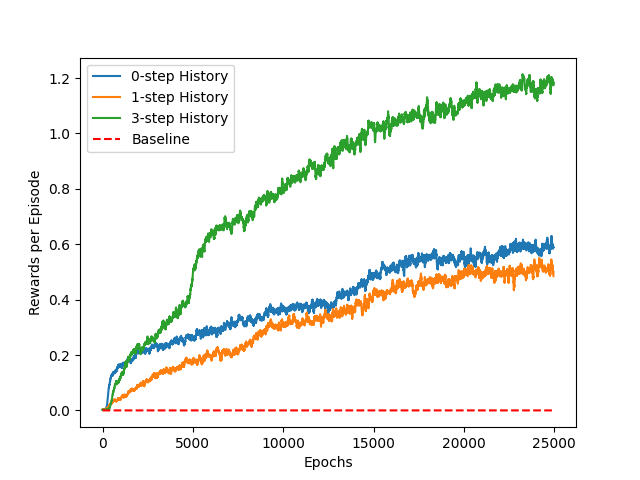 0-step History
1-step History
3-step History
Baseline
Rewards per Episode
1.2
1.0
0.8
0.6
0.4
0.2
0.0
0 5000 10000 15000 20000 25000
Epochs